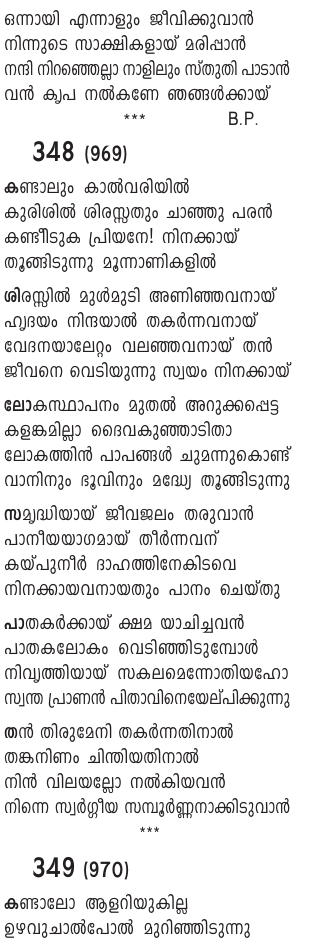 ഒന്നായി എന്നാളും ജീവിക്കുവാൻ
നിന്നുടെ സാക്ഷികളായ് മരിപ്പാൻ
നന്ദി നിറഞ്ഞെല്ലാ നാളിലും സ്തുതി പാടാൻ
വൻ കൃപ നൽകണേ ഞങ്ങൾക്കായ്
*** B.P.
348 (969)
കണ്ടാലും കാൽവരിയിൽ
കുരിശിൽ ശിരസ്സതും ചാഞ്ഞു പരൻ
കണ്ടീടുക പ്രിയനേ! നിനക്കായ്
തൂങ്ങിടുന്നു മൂന്നാണികളിൽ
ശിരസ്സിൽ മുൾമുടി അണിഞ്ഞവനായ്
ഹൃദയം നിന്ദയാൽ തകർന്നവനായ്
വേദനയാലേറ്റം വലഞ്ഞവനായ് തൻ
ജീവനെ വെടിയുന്നു സ്വയം നിനക്കായ്
ലോകസ്ഥാപനം മുതൽ അറുക്കപ്പെട്ട
കളങ്കമില്ലാ ദൈവകുഞ്ഞാടിതാ
ലോകത്തിൻ പാപങ്ങൾ ചുമന്നുകൊണ്ട്
വാനിനും ഭൂവിനും മദ്ധ്യേ തൂങ്ങിടുന്നു
സമൃദ്ധിയായ് ജീവജലം തരുവാൻ
പാനീയയാഗമായ് തീർന്നവന്
കയ്പുനീർ ദാഹത്തിനേകിടവെ
നിനക്കായവനായതും പാനം ചെയ്തു
പാതകർക്കായ് ക്ഷമ യാചിച്ചവൻ
പാതകലോകം വെടിഞ്ഞിടുമ്പോൾ
നിവൃത്തിയായ് സകലമെന്നോതിയഹോ
സ്വന്ത പ്രാണൻ പിതാവിനെയേല്പിക്കുന്നു
തൻ തിരുമേനി തകർന്നതിനാൽ
തങ്കനിണം ചിന്തിയതിനാൽ
നിൻ വിലയല്ലോ നൽകിയവൻ
നിന്നെ സ്വർഗ്ഗീയ സമ്പൂർണ്ണനാക്കിടുവാൻ
***
349 (970)
കണ്ടാലോ ആളറിയുകില്ല
ഉഴവുചാൽപോൽ മുറിഞ്ഞിടുന്നു